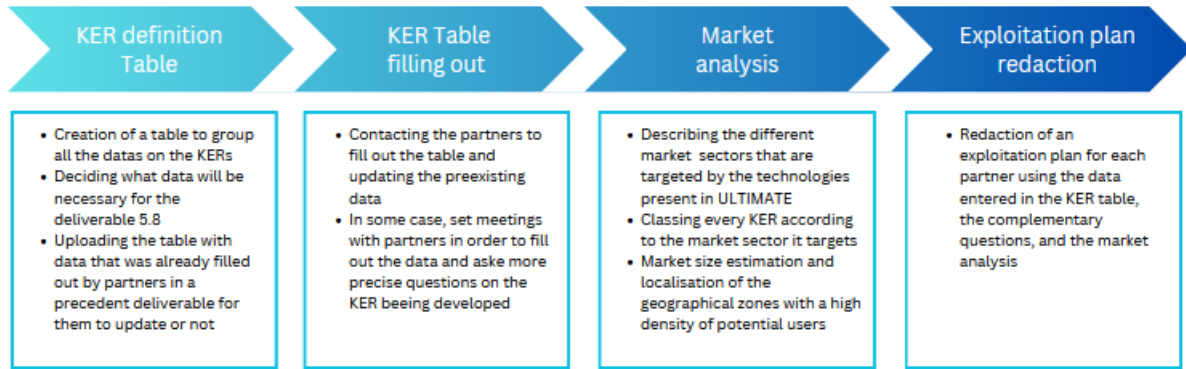 KER definition
Table
KER Table
filling out
Market
analysis
Exploitation plan
redaction
• Creation of a table to group
all the datas on the KERs
• Deciding what data will be
necessary for the
deliverable 5.8
• Uploading the table with
data that was already filled
out by partners in a
precedent deliverable for
them to update or not
• Contacting the partners to
fill out the table and
updating the preexisting
data
• In some case, set meetings
with partners in order to fill
out the data and aske more
precise questions on the
KER beeing developed
• Describing the different
market sectors that are
targeted by the technologies
present in ULTIMATE
• Classing every KER according
to the market sector it targets
• Market size estimation and
localisation of the
geographical zones with a high
density of potential users
• Redaction of an
exploitation plan for each
partner using the data
entered in the KER table,
the complementary
questions, and the market
analysis